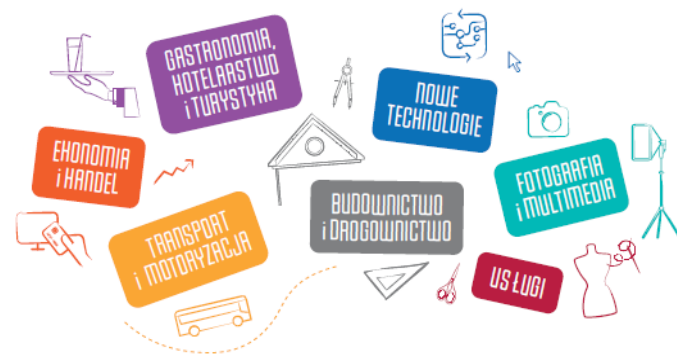 GASTRONOMIA,
HOTELARSTWO
i TURYSTYKA
NOWE
TECHNOLOGIE
EKONOMIA
i HANDEL
FOTOGRAFIA
i MULTIMEDIA
BUDOWNICTWO
i DROGOWNICTWO
TRANSPORT
i MOTORYZACJA
USŁUGI